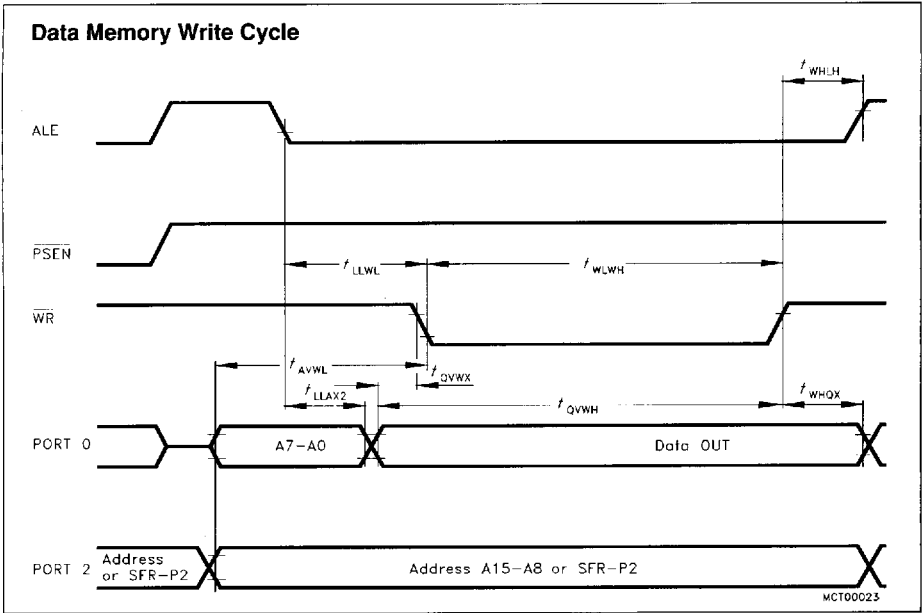 Data Memory Write Cycle
t WHLH
ALE
PSEN
t LLWL
t WLWH
WR
t AVWL
t QVWX
t LLAX2
t QVWH
t WHQX
PORT 0
A7-A0
Data OUT
PORT 2
Address
or SFR-P2
Address A15-A8 or SFR-P2
MCT00023